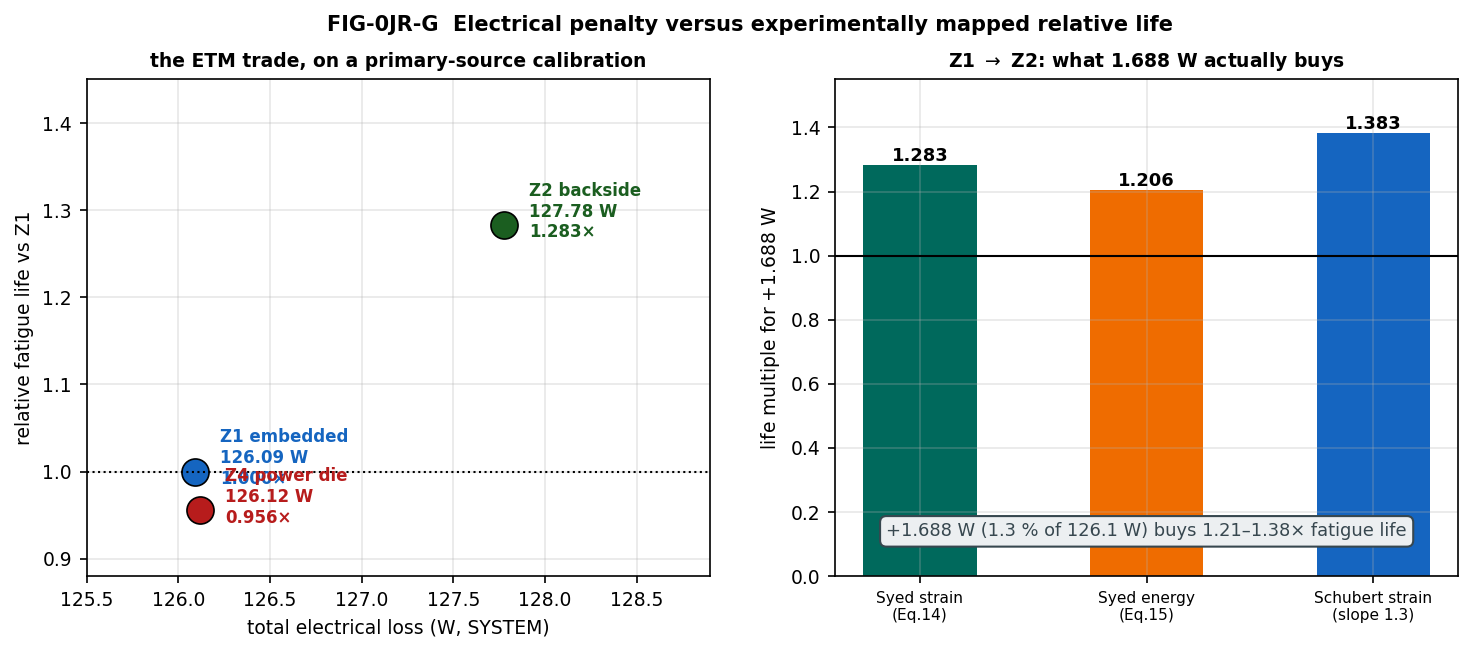 FIG-0JR-G  Electrical penalty versus experimentally mapped relative life
the ETM trade, on a primary-source calibration
relative fatigue life vs Z1
1.4
1.3
1.2
1.1
1.0
0.9
Z2 backside
127.78 W
1.283×
Z1 embedded
126.09 W
1.000×
Z4 power die
126.12 W
0.956×
125.5 126.0 126.5 127.0 127.5 128.0 128.5
total electrical loss (W, SYSTEM)
Z1 → Z2: what 1.688 W actually buys
life multiple for +1.688 W
1.4
1.2
1.0
0.8
0.6
0.4
0.2
0.0
1.283
1.206
1.383
+1.688 W (1.3 % of 126.1 W) buys 1.21–1.38× fatigue life
Syed strain
(Eq.14)
Syed energy
(Eq.15)
Schubert strain
(slope 1.3)